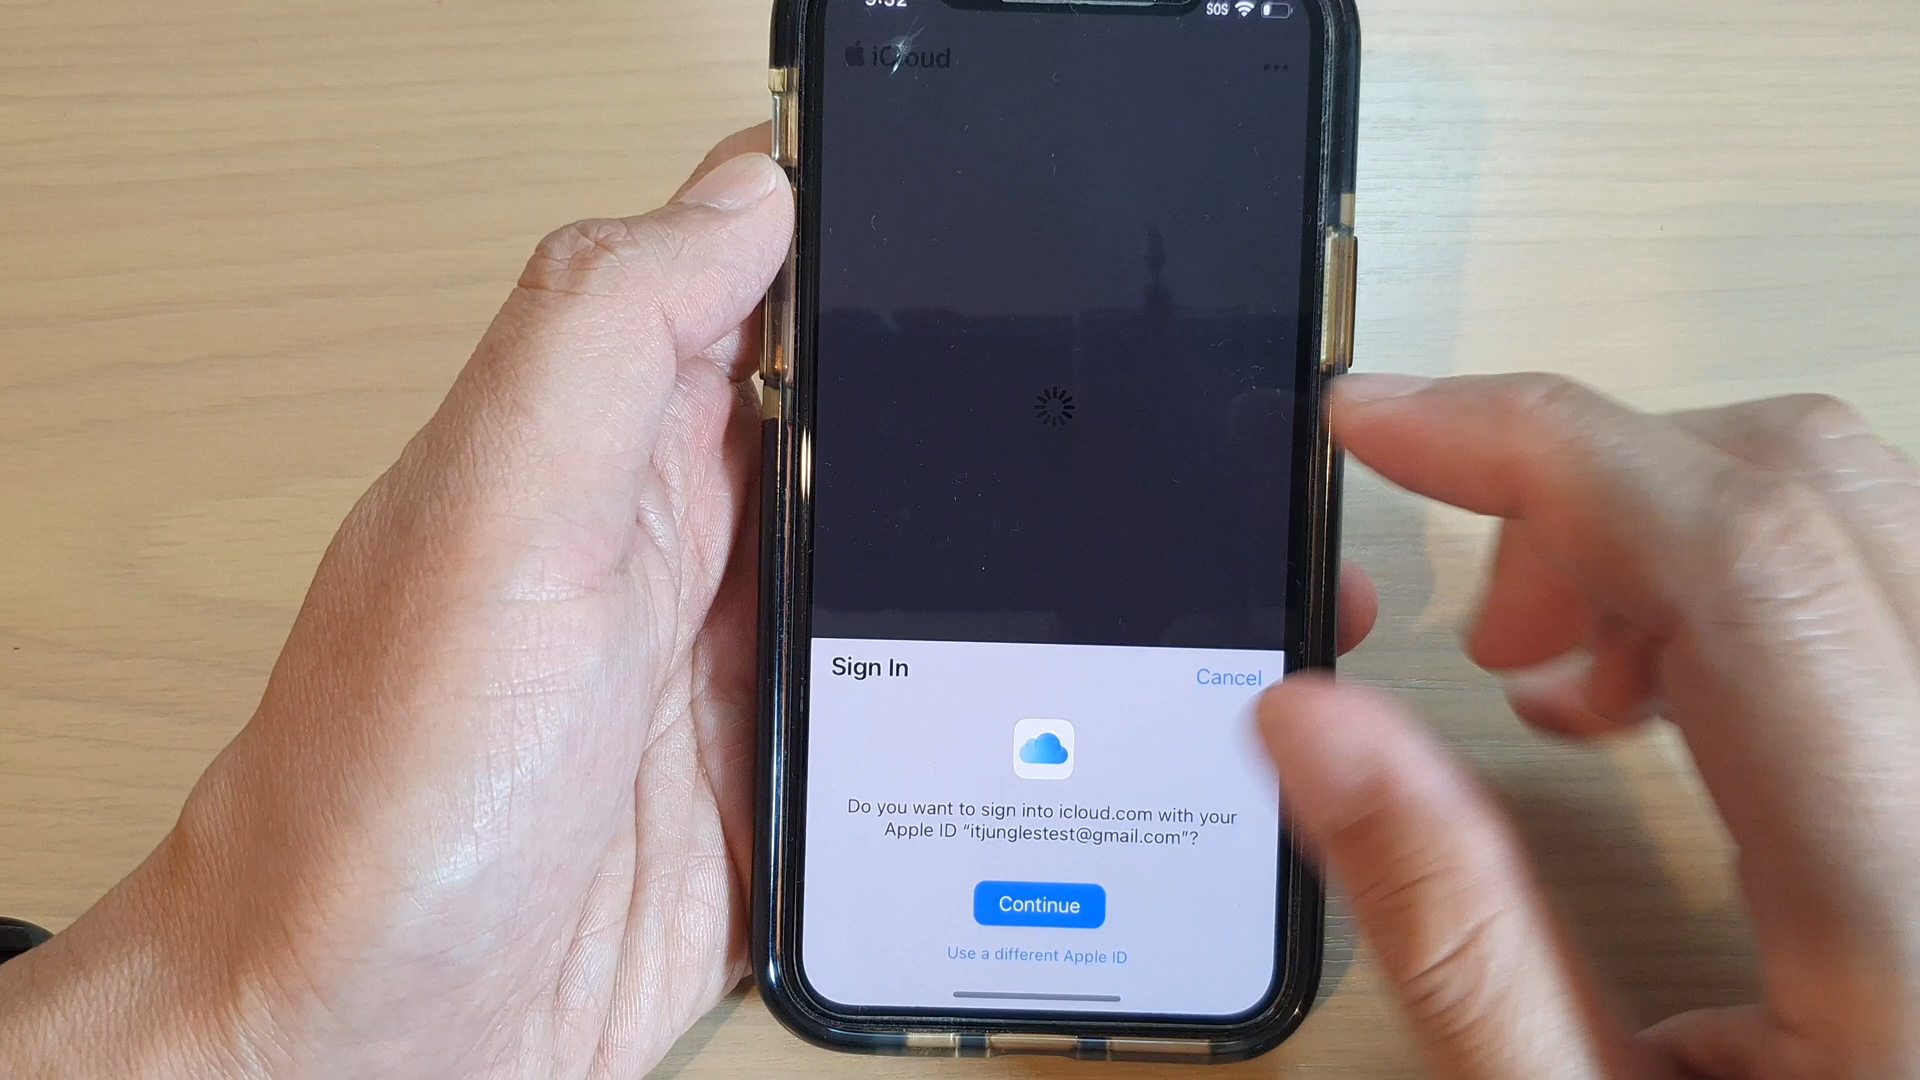 SOS
iCloud
Sign In
Cancel
Do you want to sign into icloud.com with your
Apple ID "itjunglestest@gmail.com"?
Continue
Use a different Apple ID